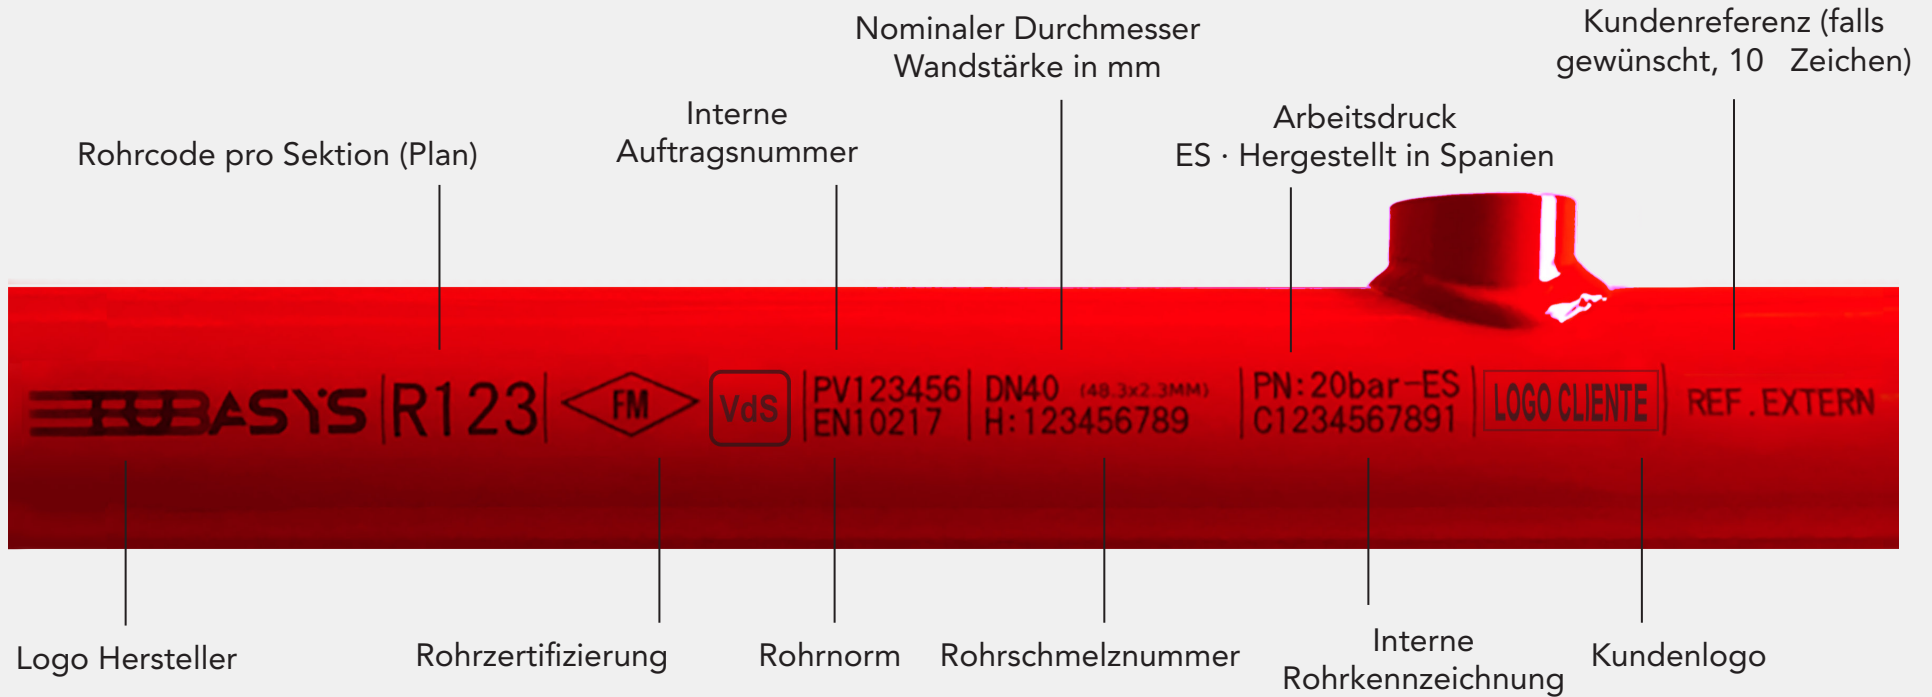 Nominaler Durchmesser
Wandstärke in mm
Kundenreferenz (falls
gewünscht, 10 Zeichen)
Interne
Auftragsnummer
Arbeitsdruck
ES · Hergestellt in Spanien
Rohrcode pro Sektion (Plan)
TUBASYS
R123
FM
VdS
PV123456
EN10217
DN40 (48.3x2.3MM)
H:123456789
PN:20bar-ES
C1234567891
LOGO CLIENTE
REF.EXTERN
Logo Hersteller
Rohrzertifizierung
Rohrnorm
Rohrschmelznummer
Interne
Rohrkennzeichnung
Kundenlogo